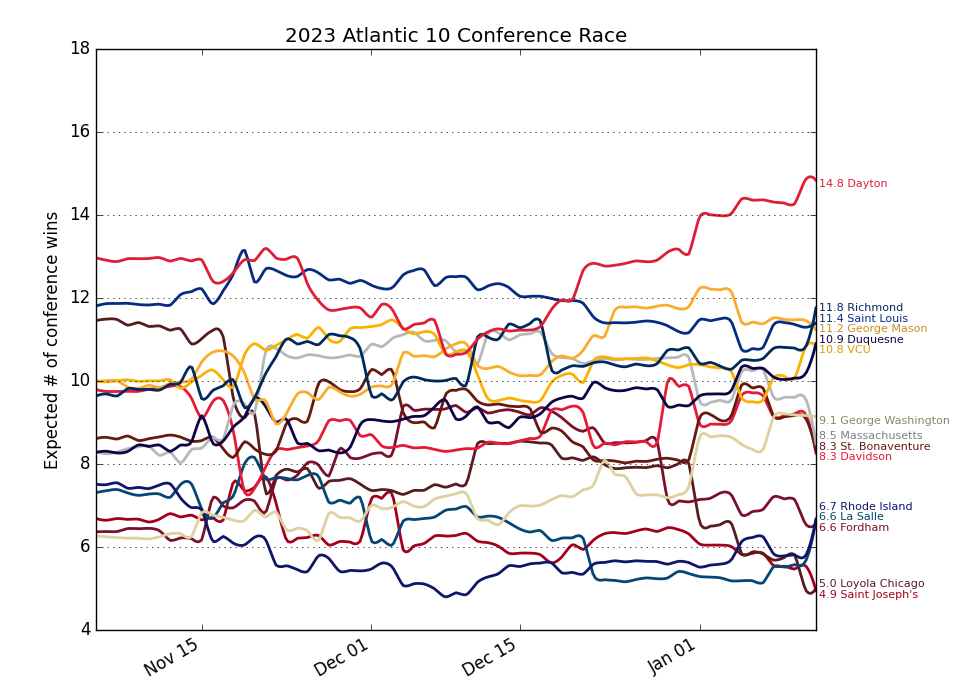 2023 Atlantic 10 Conference Race
Expected # of conference wins
18
16
14
12
10
8
6
4
Nov 15
Dec 01
Dec 15
Jan 01
14.8 Dayton
11.8 Richmond
11.4 Saint Louis
11.2 George Mason
10.9 Duquesne
10.8 VCU
9.1 George Washington
8.5 Massachusetts
8.3 St. Bonaventure
8.3 Davidson
6.7 Rhode Island
6.6 La Salle
6.6 Fordham
5.0 Loyola Chicago
4.9 Saint Joseph's